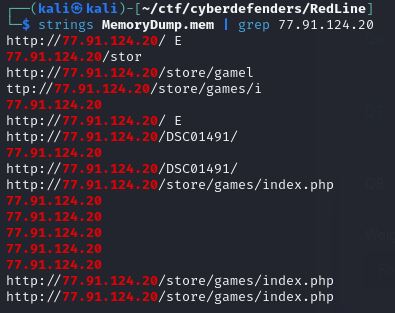 ┌──(kali㉿kali)-[~/ctf/cyberdefenders/RedLine]
└─$ strings MemoryDump.mem | grep 77.91.124.20
http://77.91.124.20/ E
77.91.124.20/stor
http://77.91.124.20/store/gamel
ttp://77.91.124.20/store/games/i
77.91.124.20
http://77.91.124.20/ E
http://77.91.124.20/DSC01491/
77.91.124.20
http://77.91.124.20/DSC01491/
http://77.91.124.20/store/games/index.php
77.91.124.20
77.91.124.20
77.91.124.20
77.91.124.20
77.91.124.20
http://77.91.124.20/store/games/index.php
http://77.91.124.20/store/games/index.php